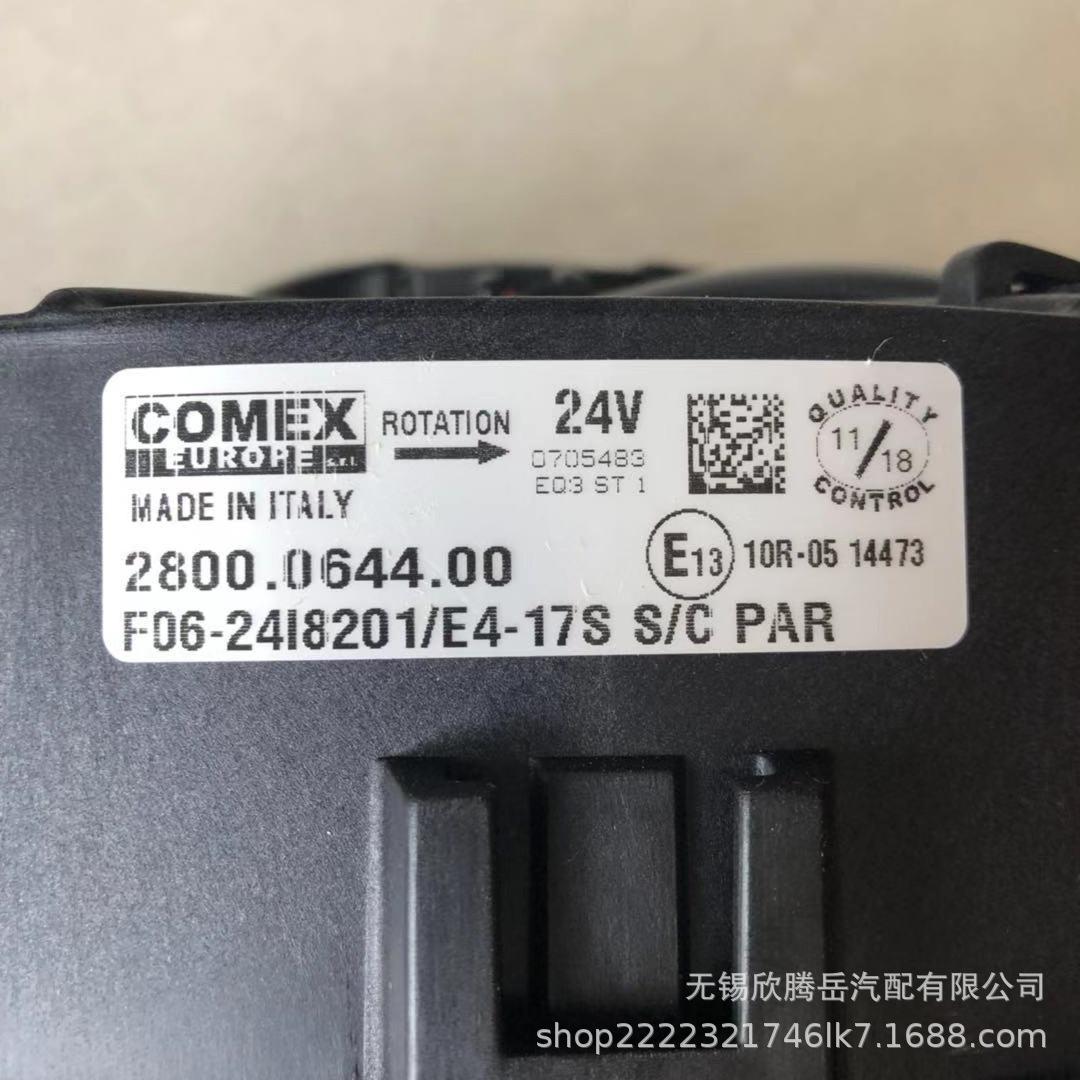 COMEX
EUROPE s.r.l.
ROTATION
24V
0705483
EQ3 ST 1
QUALITY
11/18
CONTROL
MADE IN ITALY
2800.0644.00
E13
10R-05 14473
F06-24I8201/E4-17S S/C PAR
无锡欣腾岳汽配有限公司
shop2222321746lk7.1688.com